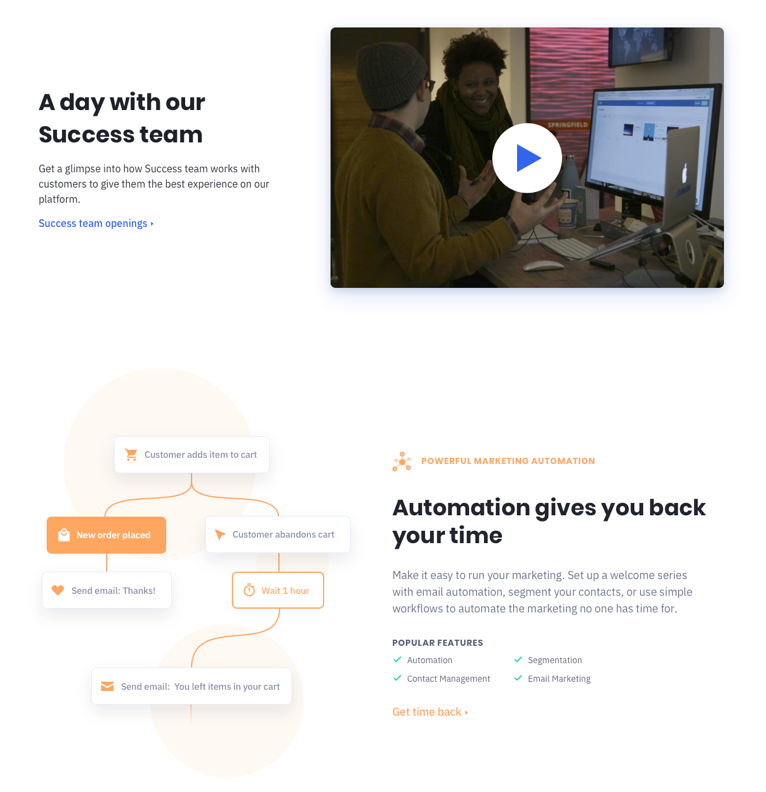 A day with our
Success team
Get a glimpse into how Success team works with
customers to give them the best experience on our
platform.
Success team openings
SPRINGFIELD
Customer adds item to cart
New order placed
Customer abandons cart
Send email: Thanks!
Wait 1 hour
Send email:  You left items in your cart
POWERFUL MARKETING AUTOMATION
Automation gives you back
your time
Make it easy to run your marketing. Set up a welcome series
with email automation, segment your contacts, or use simple
workflows to automate the marketing no one has time for.
POPULAR FEATURES
Automation
Segmentation
Contact Management
Email Marketing
Get time back